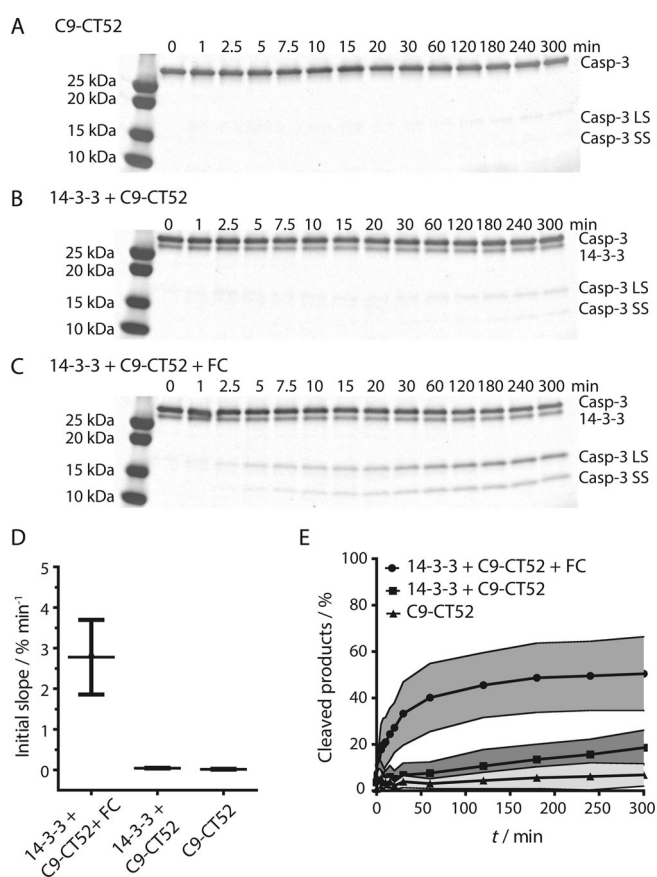 A C9-CT52
0 1 2.5 5 7.5 10 15 20 30 60 120 180 240 300 min
Casp-3
25 kDa
20 kDa
Casp-3 LS
15 kDa
Casp-3 SS
10 kDa
B 14-3-3 + C9-CT52
0 1 2.5 5 7.5 10 15 20 30 60 120 180 240 300 min
Casp-3
25 kDa 14-3-3
20 kDa
Casp-3 LS
15 kDa
Casp-3 SS
10 kDa
C 14-3-3 + C9-CT52 + FC
0 1 2.5 5 7.5 10 15 20 30 60 120 180 240 300 min
Casp-3
25 kDa 14-3-3
20 kDa
Casp-3 LS
15 kDa
Casp-3 SS
10 kDa
D
Initial slope / % min⁻¹
5
4
3
2
1
0
14-3-3 +
C9-CT52+ FC
14-3-3 +
C9-CT52
C9-CT52
E
Cleaved products / %
100
80
60
40
20
0
14-3-3 + C9-CT52 + FC
14-3-3 + C9-CT52
C9-CT52
0 50 100 150 200 250 300
t / min